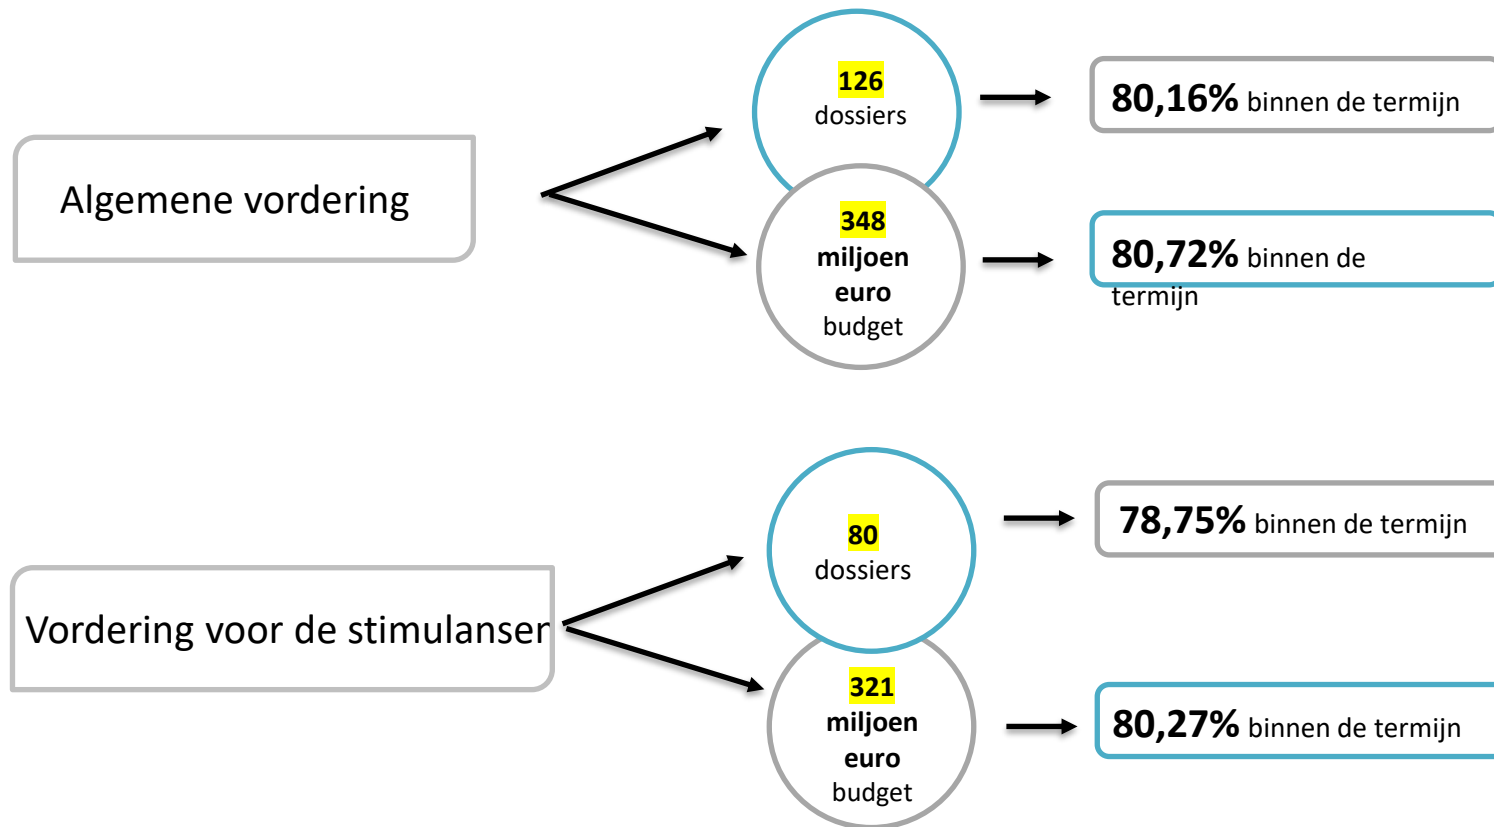 Algemene vordering
126
dossiers
80,16% binnen de termijn
348
miljoen
euro
budget
80,72% binnen de
termijn
Vordering voor de stimulansen
80
dossiers
78,75% binnen de termijn
321
miljoen
euro
budget
80,27% binnen de termijn